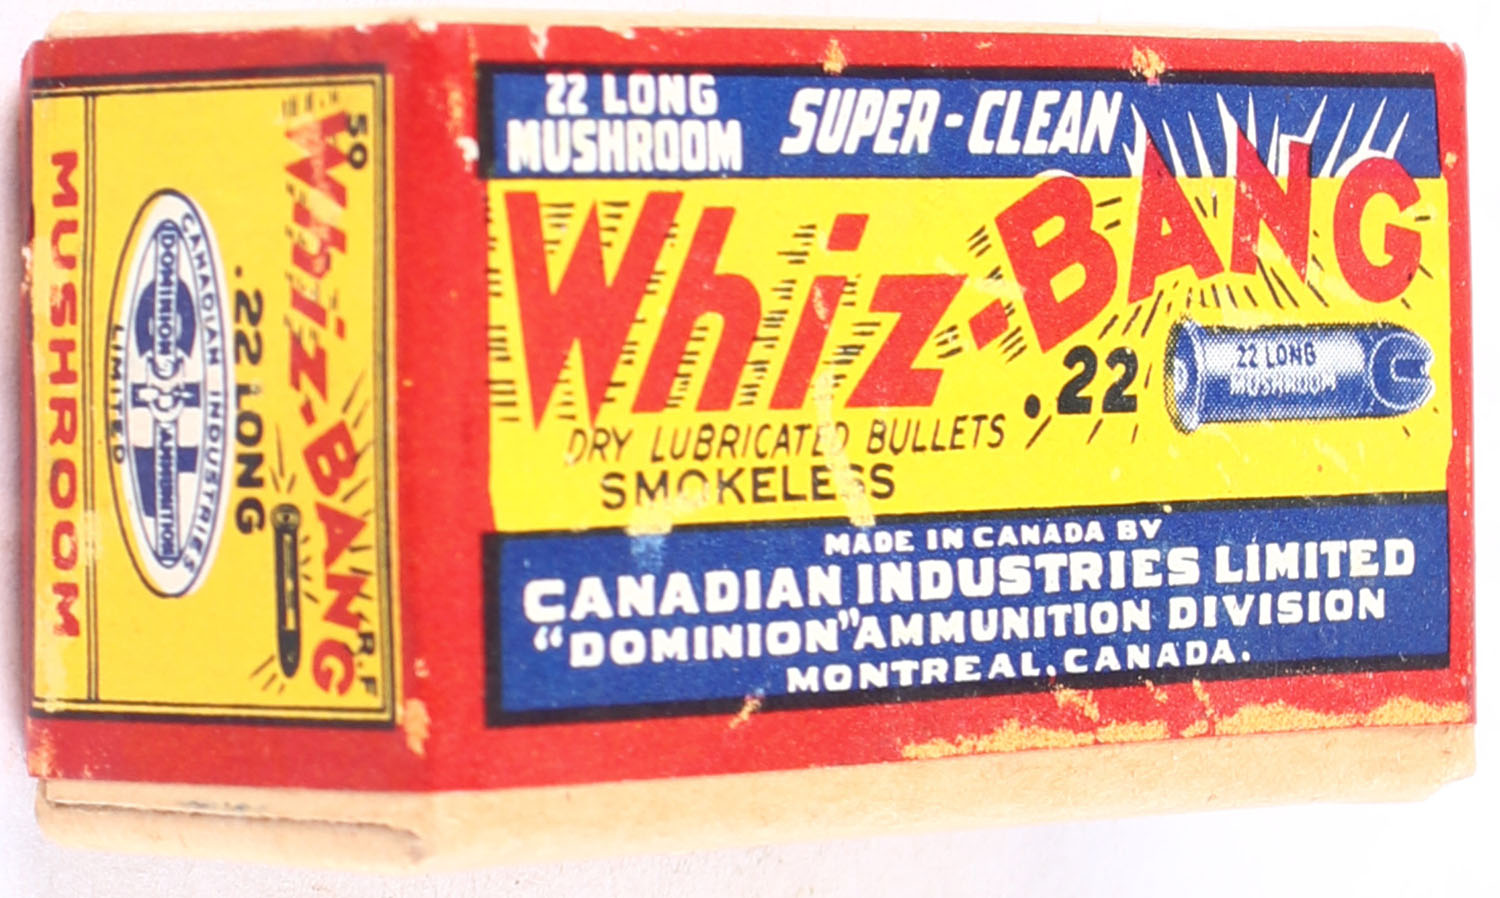 22 LONG
MUSHROOM
SUPER-CLEAN
Whiz-BANG
.22
22 LONG
MUSHROOM
DRY LUBRICATED BULLETS
SMOKELESS
MADE IN CANADA BY
CANADIAN INDUSTRIES LIMITED
"DOMINION" AMMUNITION DIVISION
MONTREAL, CANADA.
50
Whiz-BANG
R.F
.22 LONG
CANADIAN INDUSTRIES
DOMINION
AMMUNITION
LIMITED
MUSHROOM